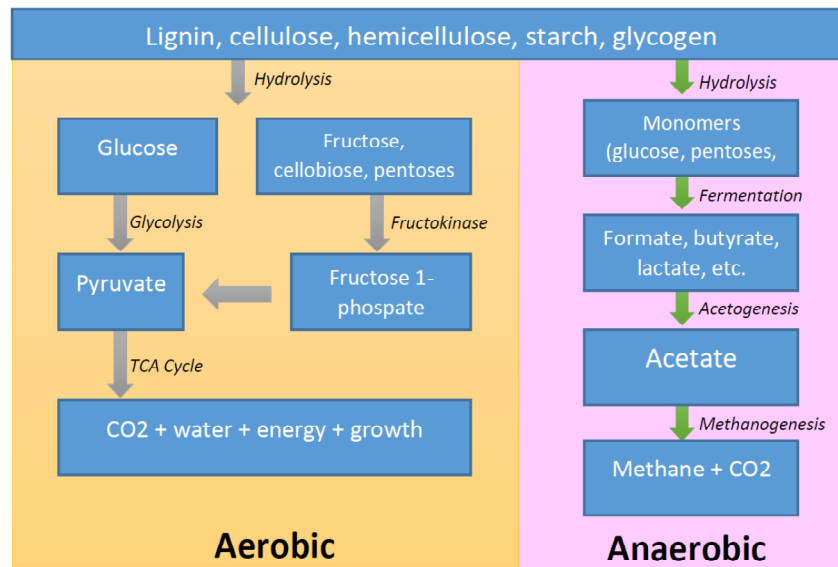 Lignin, cellulose, hemicellulose, starch, glycogen
Hydrolysis
Glucose
Fructose,
cellobiose, pentoses
Glycolysis
Fructokinase
Pyruvate
Fructose 1-
phospate
TCA Cycle
CO2 + water + energy + growth
Aerobic
Hydrolysis
Monomers
(glucose, pentoses,
Fermentation
Formate, butyrate,
lactate, etc.
Acetogenesis
Acetate
Methanogenesis
Methane + CO2
Anaerobic